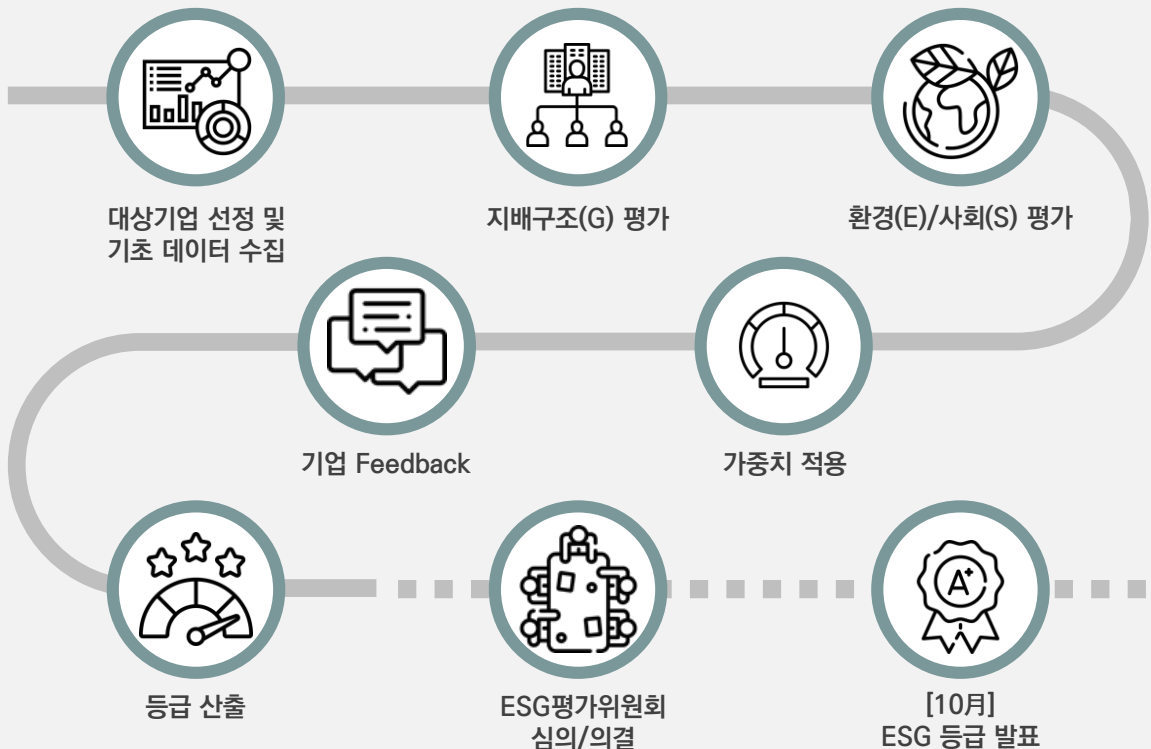 대상기업 선정 및
기초 데이터 수집
지배구조(G) 평가
환경(E)/사회(S) 평가
기업 Feedback
가중치 적용
A+
등급 산출
ESG평가위원회
심의/의결
[10月]
ESG 등급 발표